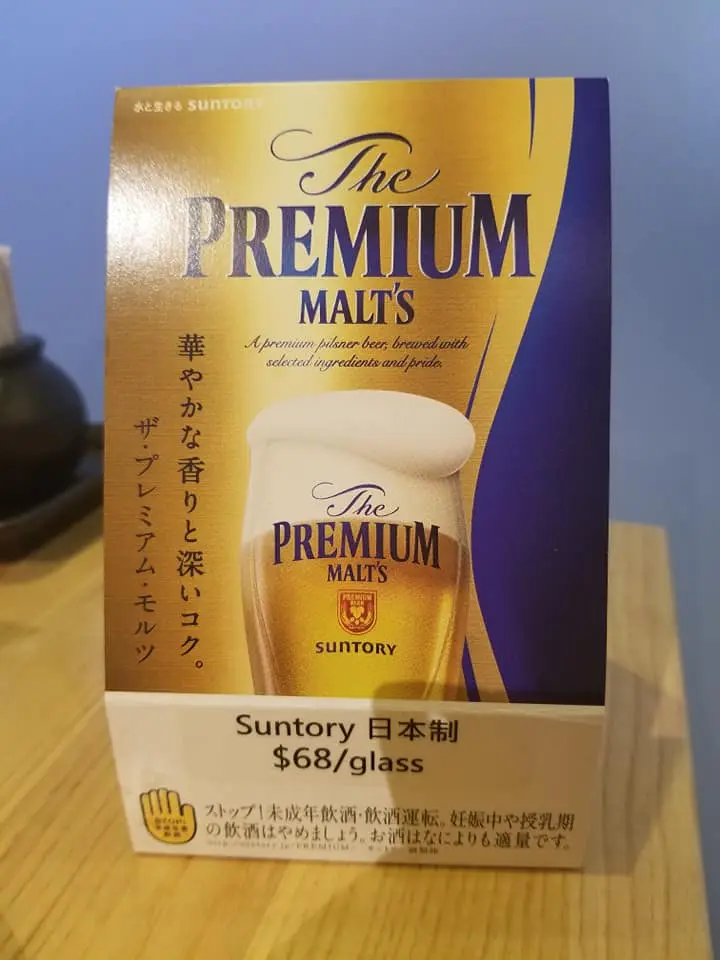 水と生きる SUNTORY
The
PREMIUM
MALT'S
A premium pilsner beer, brewed with
selected ingredients and pride.
華やかな香りと深いコク。
ザ・プレミアム・モルツ
The
PREMIUM
MALT'S
PREMIUM
BEER
SUNTORY
Suntory 日本制
$68/glass
ストップ!未成年飲酒・飲酒運転。妊娠中や授乳期
の飲酒はやめましょう。お酒はなによりも適量です。